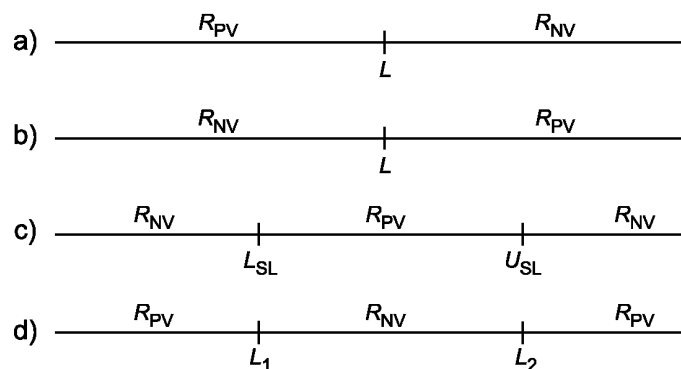 R_PV R_NV
a)
L
R_NV R_PV
b)
L
R_NV R_PV R_NV
c)
L_SL U_SL
R_PV R_NV R_PV
d)
L_1 L_2